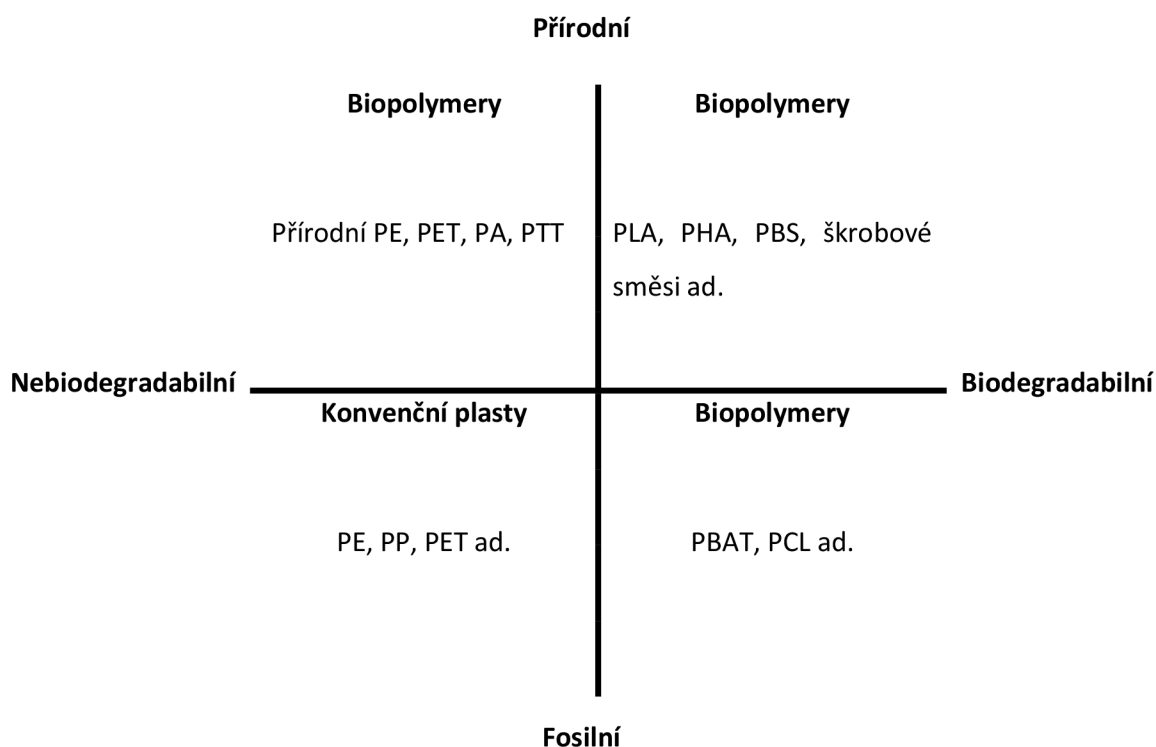 Přírodní
Biopolymery
Biopolymery
Přírodní PE, PET, PA, PTT
PLA, PHA, PBS, škrobové
směsi ad.
Nebiodegradabilní
Biodegradabilní
Konvenční plasty
Biopolymery
PE, PP, PET ad.
PBAT, PCL ad.
Fosilní